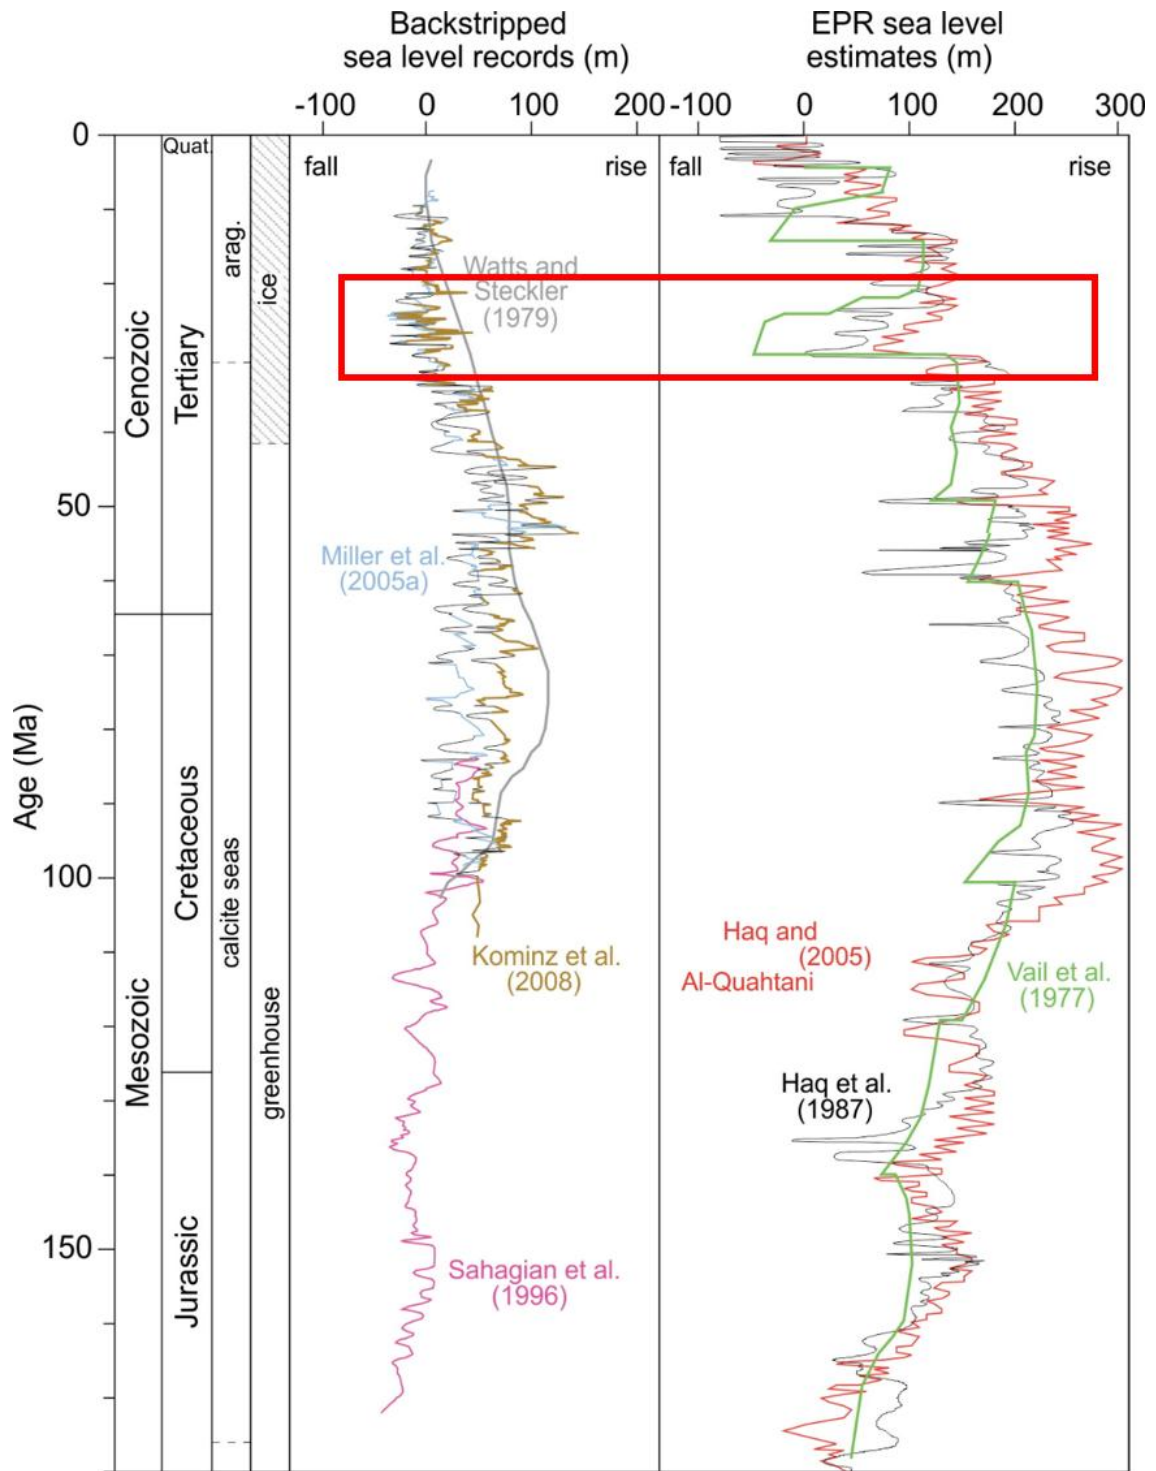 Backstripped
sea level records (m)
EPR sea level
estimates (m)
-100 0 100 200
-100 0 100 200 300
0
Quat.
fall
rise
fall
rise
arag.
ice
Watts and
Steckler
(1979)
Cenozoic
Tertiary
50
Miller et al.
(2005a)
Age (Ma)
Cretaceous
calcite seas
100
Haq and
(2005)
Al-Quahtani
Kominz et al.
(2008)
Vail et al.
(1977)
Mesozoic
greenhouse
Haq et al.
(1987)
Jurassic
150
Sahagian et al.
(1996)